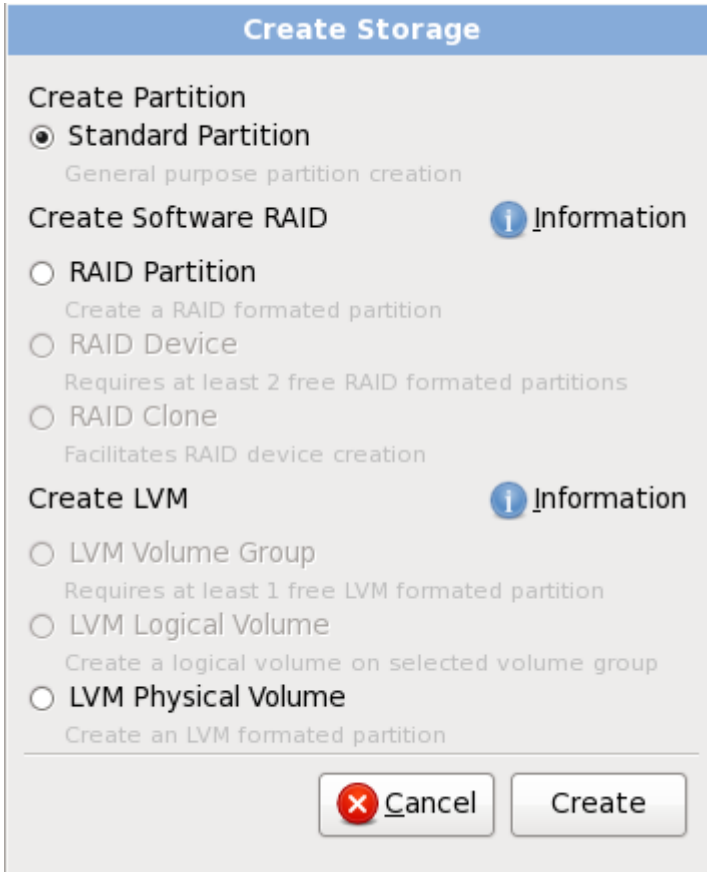 Create Storage
Create Partition
Standard Partition
General purpose partition creation
Create Software RAID
Information
RAID Partition
Create a RAID formated partition
RAID Device
Requires at least 2 free RAID formated partitions
RAID Clone
Facilitates RAID device creation
Create LVM
Information
LVM Volume Group
Requires at least 1 free LVM formated partition
LVM Logical Volume
Create a logical volume on selected volume group
LVM Physical Volume
Create an LVM formated partition
Cancel
Create